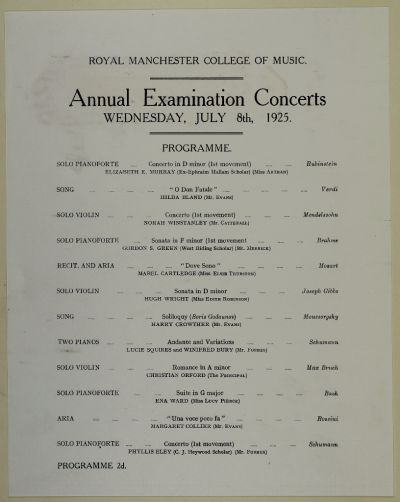 ROYAL MANCHESTER COLLEGE OF MUSIC.
Annual Examination Concerts
WEDNESDAY, JULY 8th, 1925.
PROGRAMME.
SOLO PIANOFORTE ... Concerto in D minor (1st movement) ... ... Rubinstein
ELIZABETH E. MURRAY (Ex-Ephraim Hallam Scholar) (Miss Arthan)
SONG ... ... ... "O Don Fatale" ... ... ... Verdi
HILDA BLAND (Mr. Evans)
SOLO VIOLIN ... ... Concerto (1st movement) ... ... Mendelssohn
NORAH WINSTANLEY (Mr. Catterall)
SOLO PIANOFORTE ... Sonata in F minor (1st movement ... ... Brahms
GORDON S. GREEN (West Riding Scholar) (Mr. Merrick)
RECIT. AND ARIA ... ... "Dove Sono" ... ... ... Mozart
MABEL CARTLEDGE (Miss Elsie Thurston)
SOLO VIOLIN ... ... Sonata in D minor ... ... Joseph Gibbs
HUGH WRIGHT (Miss Edith Robinson)
SONG ... ... Soliloquy (Boris Godounov) ... ... Moussorgsky
HARRY CROWTHER (Mr. Evans)
TWO PIANOS ... ... Andante and Variations ... ... Schumann
LUCIE SQUIRES and WINIFRED BURY (Mr. Forbes)
SOLO VIOLIN ... ... Romance in A minor ... ... Max Bruch
CHRISTIAN ORFORD (The Principal)
SOLO PIANOFORTE ... ... Suite in G major ... ... ... Bach
ENA WARD (Miss Lucy Pierce)
ARIA ... ... ... "Una voce poco fa" ... ... ... Rossini
MARGARET COLLIER (Mr. Evans)
SOLO PIANOFORTE ... Concerto (1st movement) ... ... Schumann
PHYLLIS ELEY (C. J. Heywood Scholar) (Mr. Forbes)
PROGRAMME 2d.